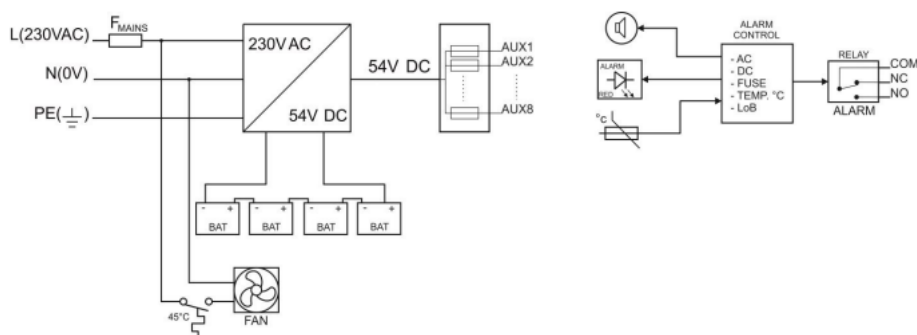 L(230VAC)
FMAINS
N(0V)
PE(⏚)
230V AC
54V DC
54V DC
AUX1
AUX2
AUX8
- + BAT
- + BAT
- + BAT
- + BAT
45°C
FAN
ALARM
RED
°c
ALARM
CONTROL
- AC
- DC
- FUSE
- TEMP. °C
- LoB
RELAY
ALARM
COM
NC
NO